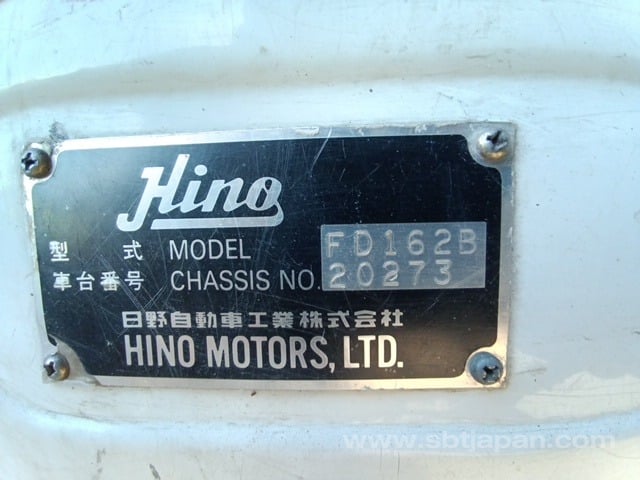 Hino
型式 MODEL FD162B
車台番号 CHASSIS NO. 20273
日野自動車工業株式会社
HINO MOTORS, LTD.
www.sbtjapan.com